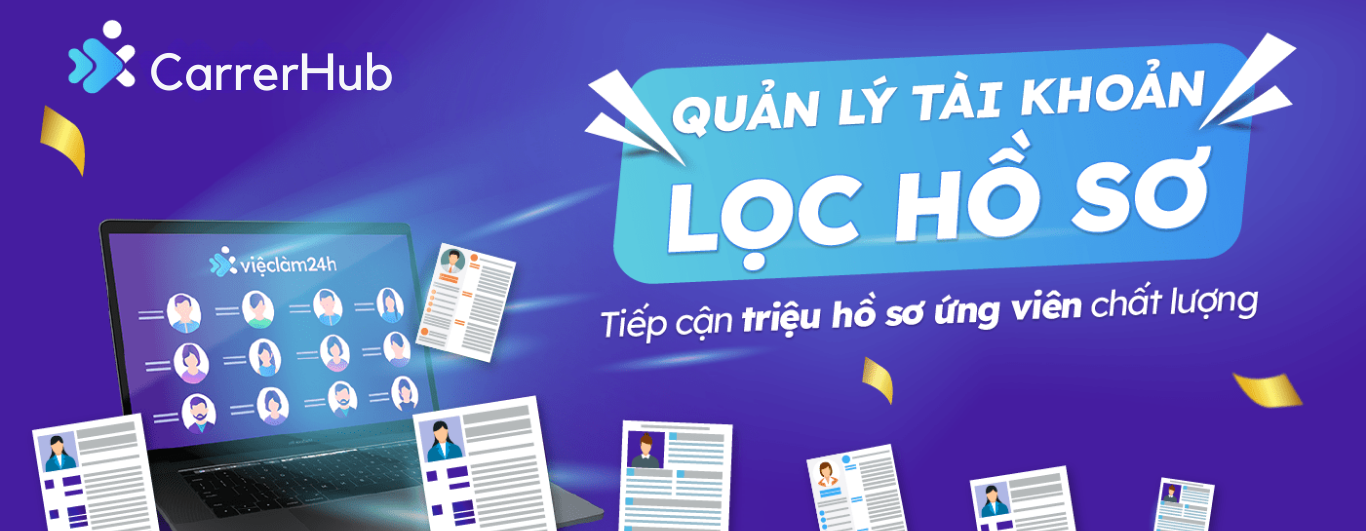 CarrerHub
QUẢN LÝ TÀI KHOẢN
LỌC HỒ SƠ
Tiếp cận triệu hồ sơ ứng viên chất lượng
việclàm24h